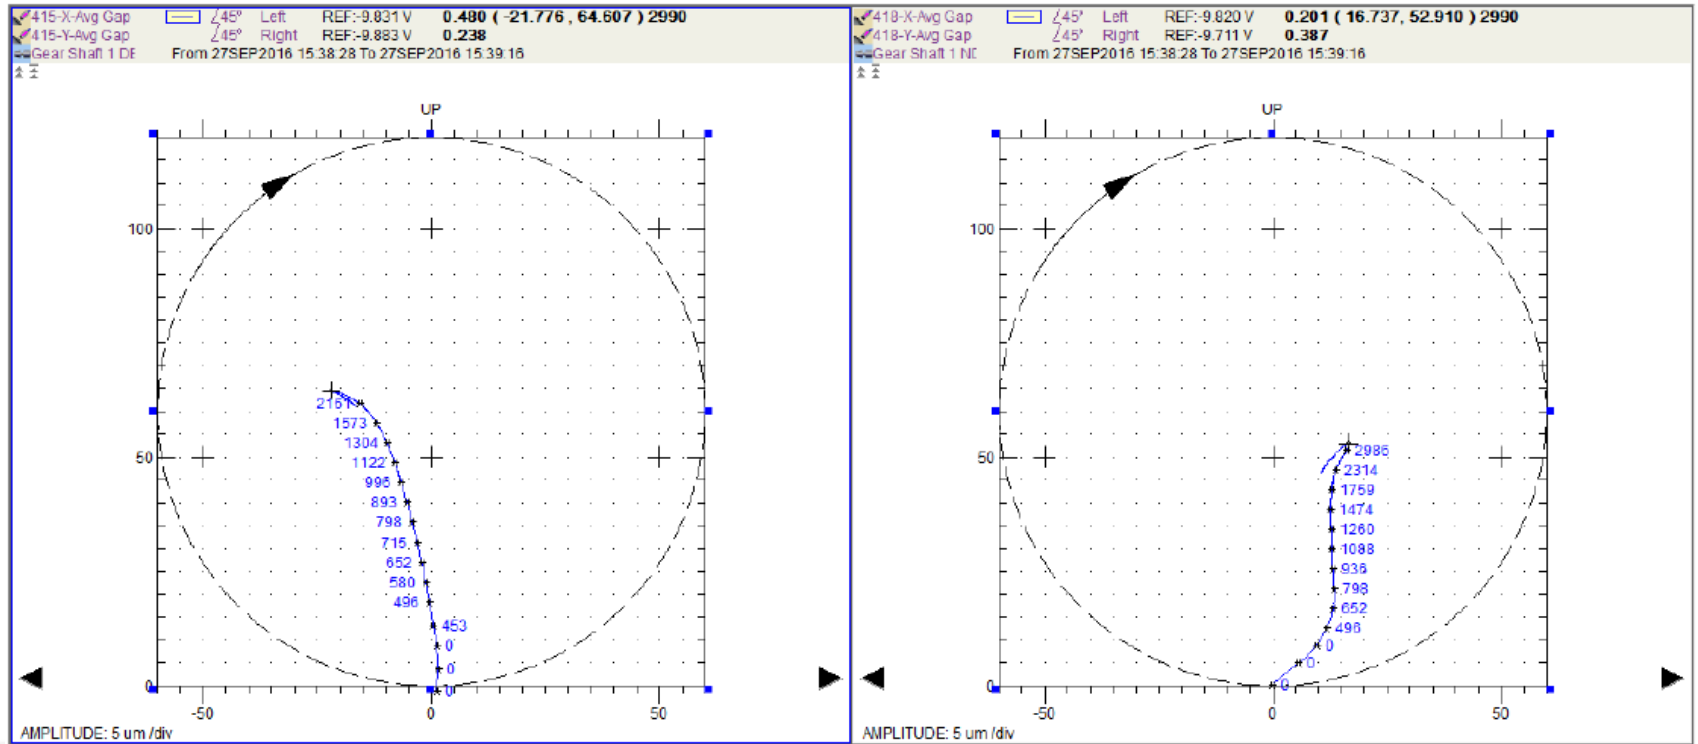 415-X-Avg Gap ∠45° Left REF:-9.831 V 0.480 ( -21.776 , 64.607 ) 2990
415-Y-Avg Gap ∠45° Right REF:-9.883 V 0.238
Gear Shaft 1 DE From 27SEP2016 15:38:28 To 27SEP2016 15:39:16
UP
100
50
0
-50 0 50
2151
1573
1304
1122
996
893
798
715
652
580
496
453
0
0
0
AMPLITUDE: 5 um /div
418-X-Avg Gap ∠45° Left REF:-9.820 V 0.201 ( 16.737, 52.910 ) 2990
418-Y-Avg Gap ∠45° Right REF:-9.711 V 0.387
Gear Shaft 1 From 27SEP2016 15:38:28 To 27SEP2016 15:39:16
UP
100
50
0
-50 0 50
2986
2314
1759
1474
1260
1088
936
798
652
496
0
0
0
AMPLITUDE: 5 um /div